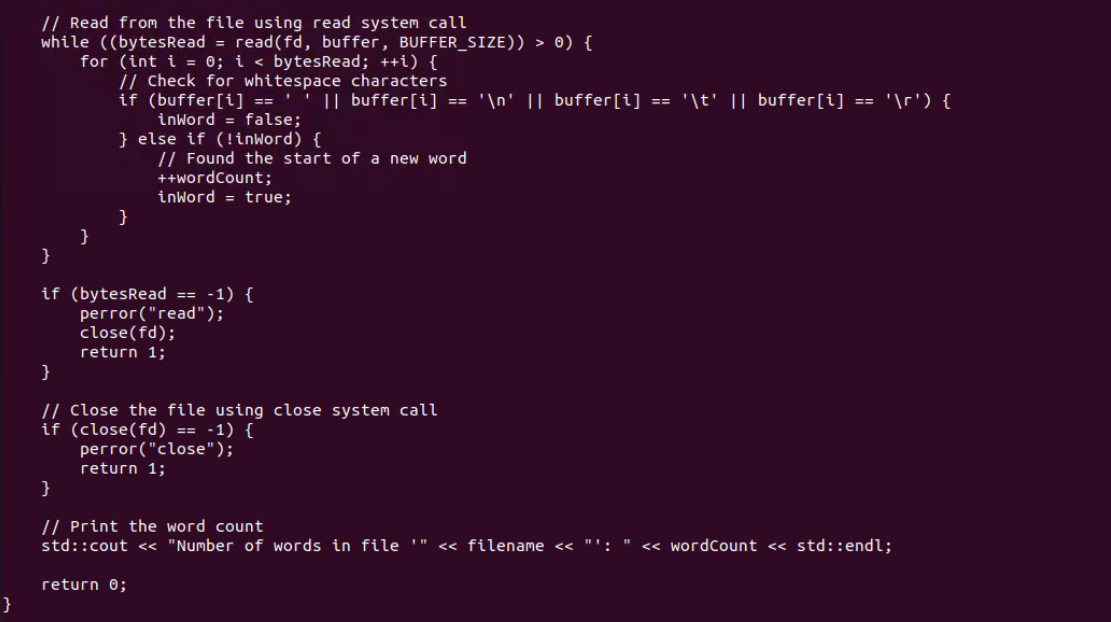 // Read from the file using read system call
    while ((bytesRead = read(fd, buffer, BUFFER_SIZE)) > 0) {
        for (int i = 0; i < bytesRead; ++i) {
            // Check for whitespace characters
            if (buffer[i] == ' ' || buffer[i] == '\n' || buffer[i] == '\t' || buffer[i] == '\r') {
                inWord = false;
            } else if (!inWord) {
                // Found the start of a new word
                ++wordCount;
                inWord = true;
            }
        }
    }

    if (bytesRead == -1) {
        perror("read");
        close(fd);
        return 1;
    }

    // Close the file using close system call
    if (close(fd) == -1) {
        perror("close");
        return 1;
    }

    // Print the word count
    std::cout << "Number of words in file '" << filename << "': " << wordCount << std::endl;

    return 0;
}